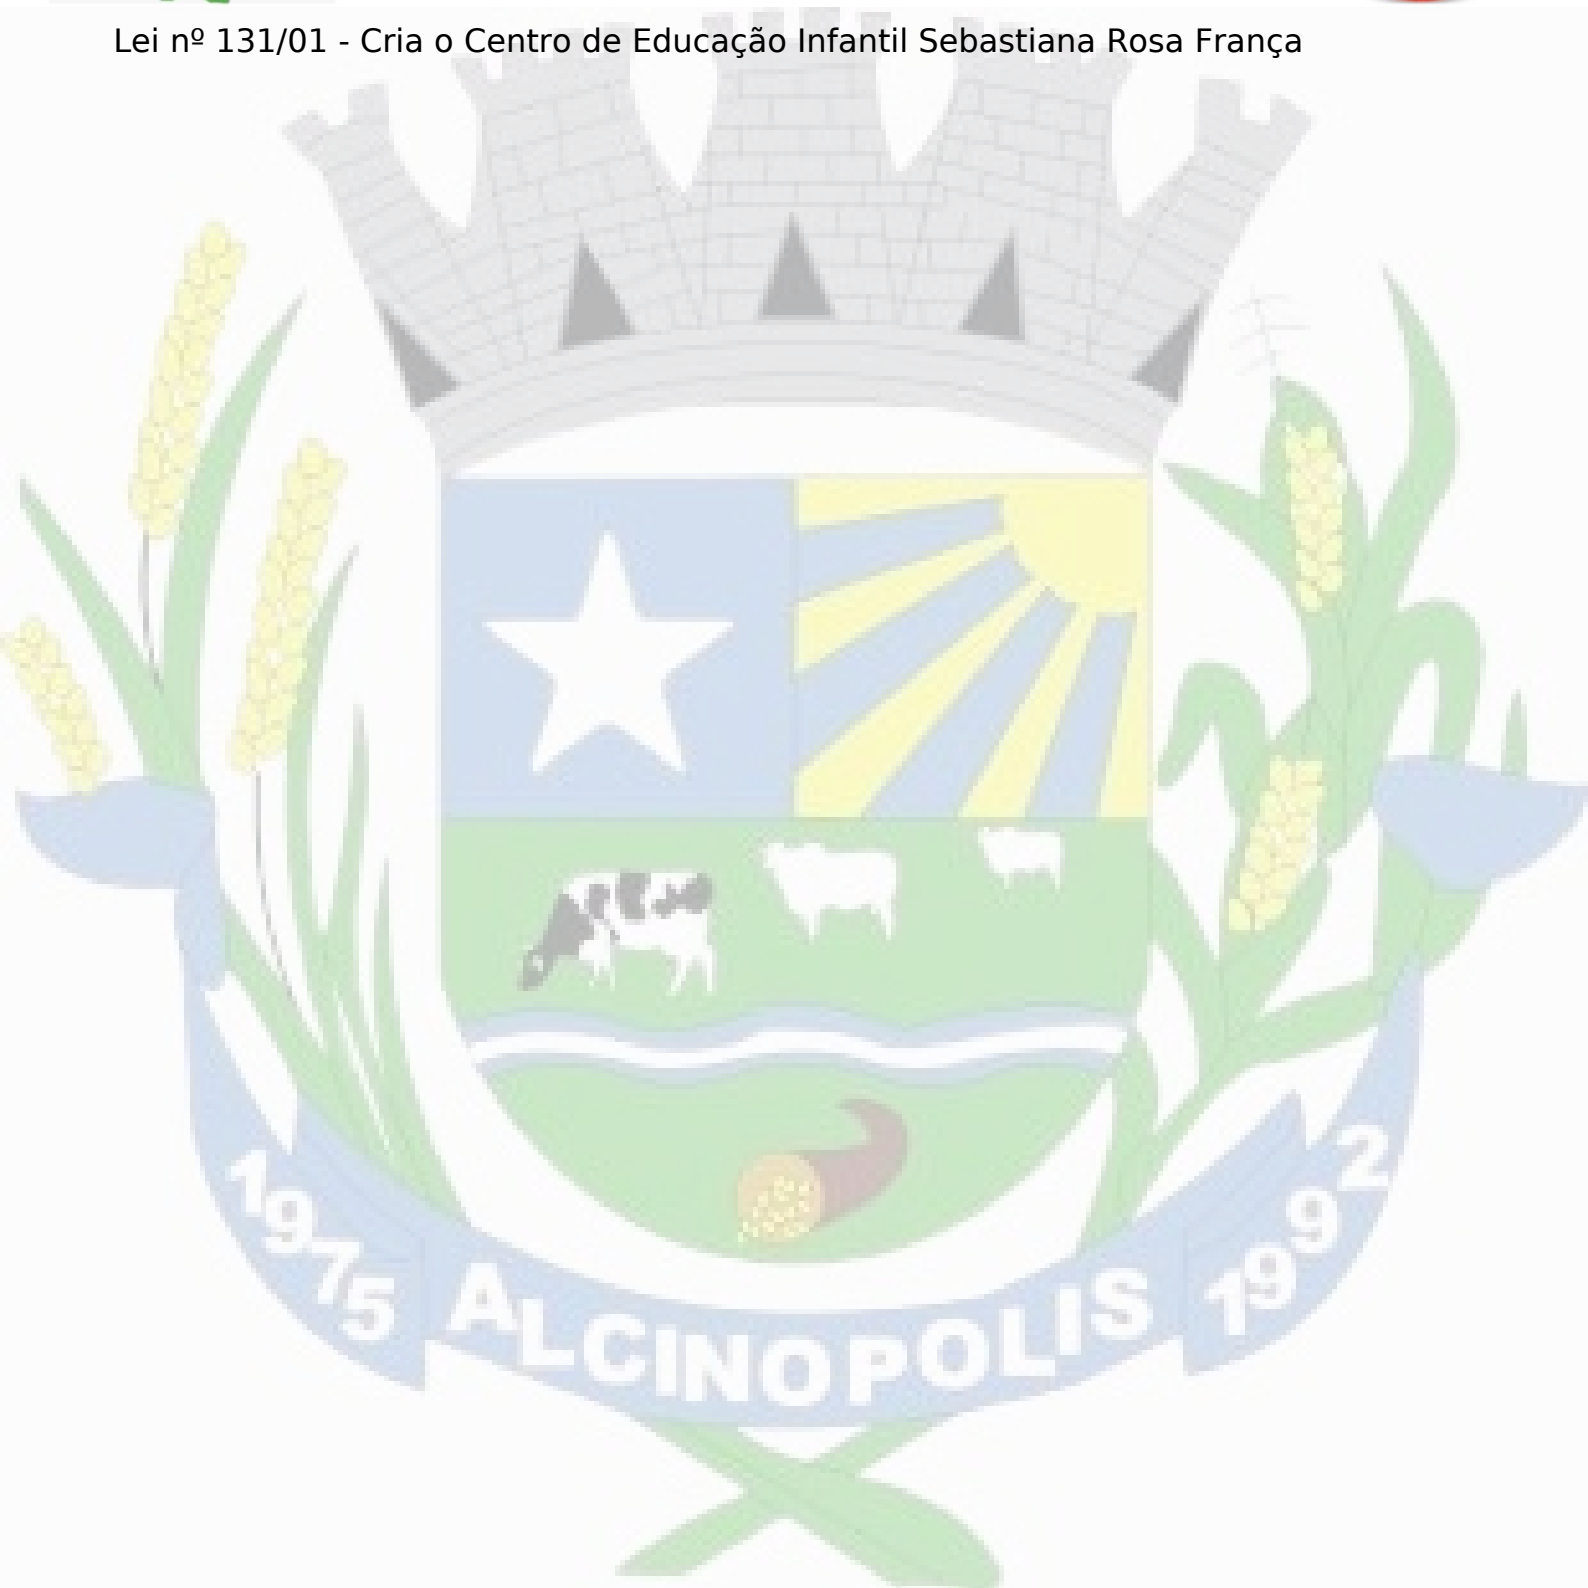 Lei nº 131/01 - Cria o Centro de Educação Infantil Sebastiana Rosa França
1975 ALCINOPOLIS 1992